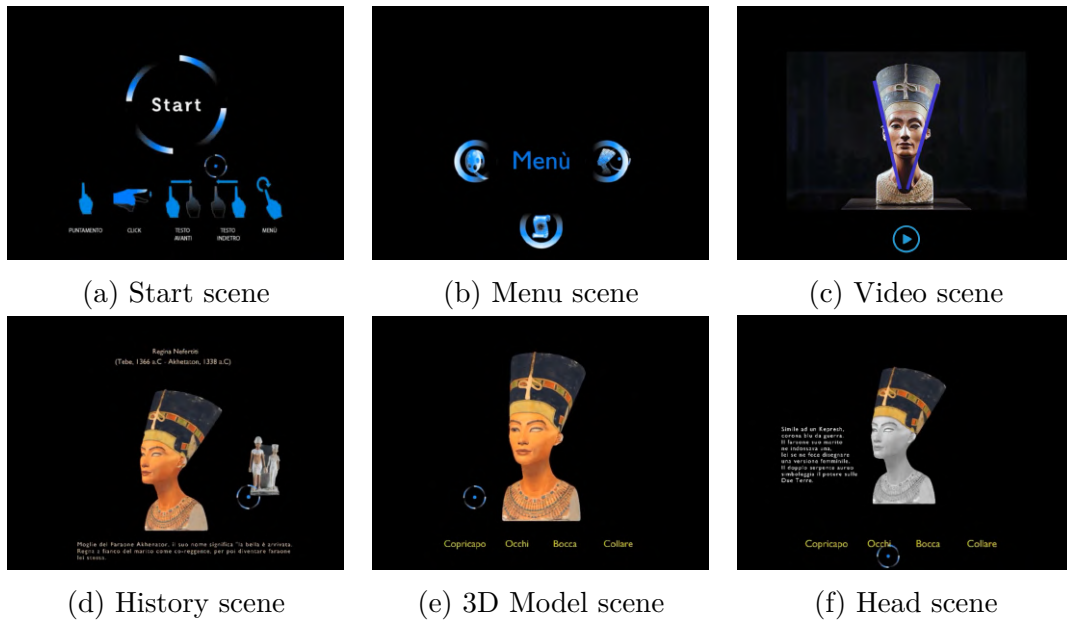 Start
PUNTAMENTO
CLICK
TESTO
AVANTI
TESTO
INDIETRO
MENÙ
(a) Start scene
Menù
(b) Menu scene
(c) Video scene
Regina Nefertiti
(Tebe, 1366 a.C - Akhetaton, 1338 a.C)
Moglie del Faraone Akhenaton, il suo nome significa "la bella è arrivata.
Regna a fianco del marito come co-reggente, per poi diventare faraone
lei stessa.
(d) History scene
Copricapo Occhi Bocca Collare
(e) 3D Model scene
Simile ad un Kepresh,
corona blu da guerra.
Il faraone suo marito
ne indossava una,
lei se ne fece disegnare
una versione femminile.
Il doppio serpente aureo
simboleggia il potere sulle
Due Terre.
Copricapo Occhi Bocca Collare
(f) Head scene